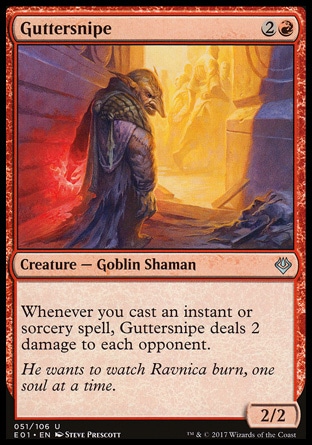 Guttersnipe 2
Creature — Goblin Shaman
Whenever you cast an instant or
sorcery spell, Guttersnipe deals 2
damage to each opponent.
He wants to watch Ravnica burn, one
soul at a time.
2/2
051/106 U
E01 • EN Steve Prescott
™ & © 2017 Wizards of the Coast